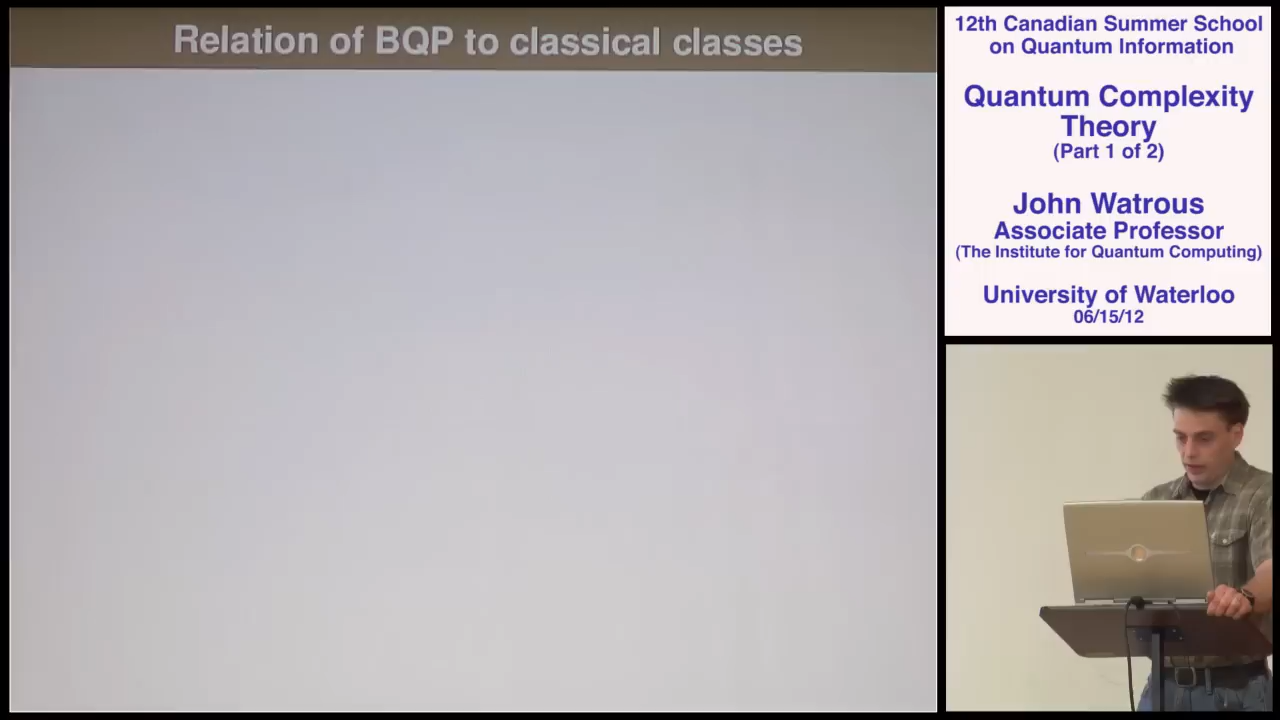 Relation of BQP to classical classes
12th Canadian Summer School
on Quantum Information
Quantum Complexity
Theory
(Part 1 of 2)
John Watrous
Associate Professor
(The Institute for Quantum Computing)
University of Waterloo
06/15/12